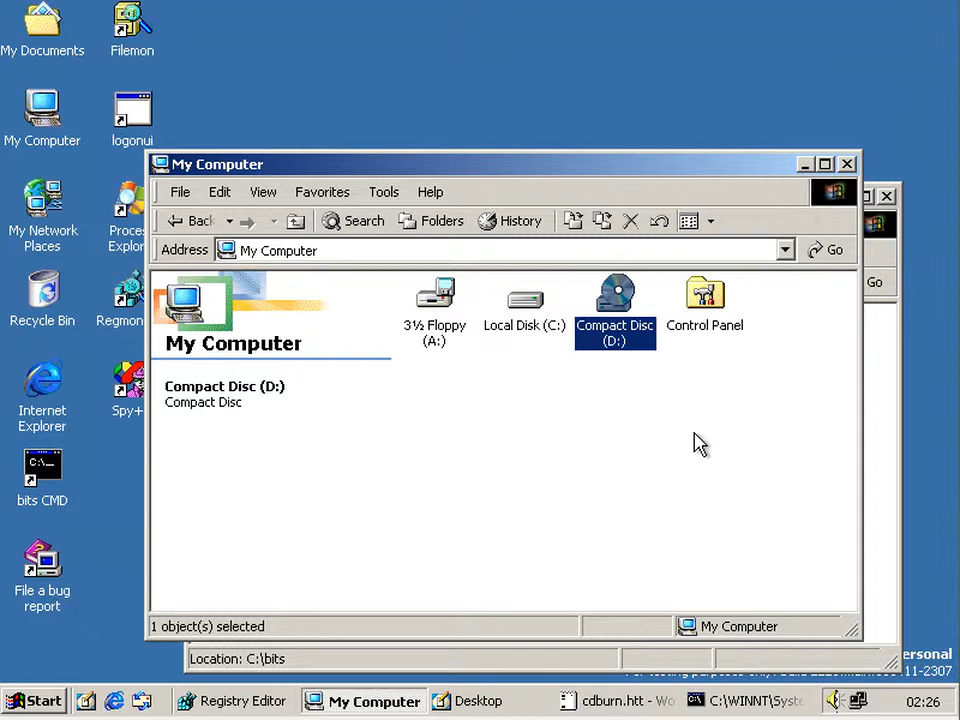 My Documents
Filemon
My Computer
logonui
My Network
Places
Proces
Explor
Recycle Bin
Regmon
Internet
Explorer
Spy+
bits CMD
File a bug
report
My Computer
File Edit View Favorites Tools Help
Back Search Folders History
Address My Computer Go
Go
3½ Floppy
(A:)
Local Disk (C:)
Compact Disc
(D:)
Control Panel
My Computer
Compact Disc (D:)
Compact Disc
1 object(s) selected
My Computer
Location: C:\bits
ersonal
11-2307
Start
Registry Editor
My Computer
Desktop
cdburn.htt - Wo
C:\WINNT\Syste
02:26